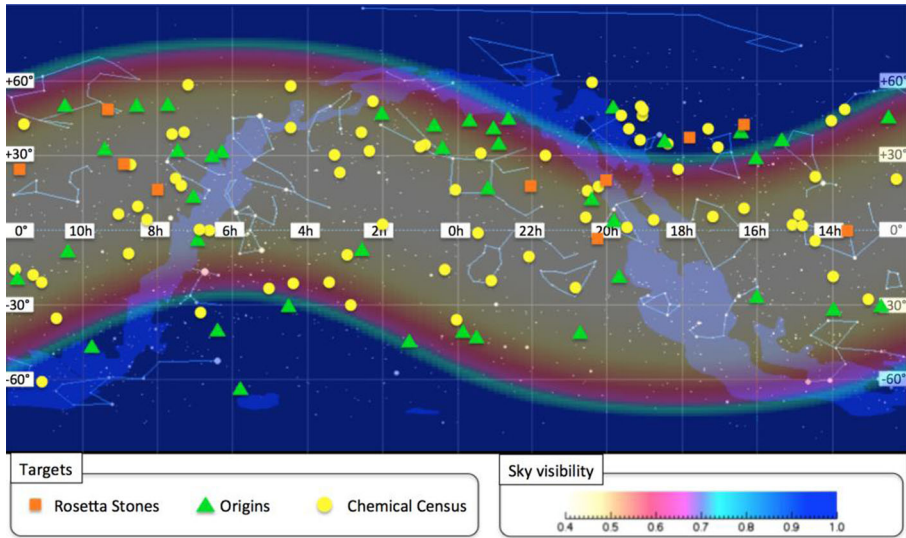 +60° +60°
+30° +30°
0° 10h 8h 6h 4h 2h 0h 22h 20h 18h 16h 14h 0°
-30° -30°
-60° -60°
Targets
Rosetta Stones Origins Chemical Census
Sky visibility
0.4 0.5 0.6 0.7 0.8 0.9 1.0